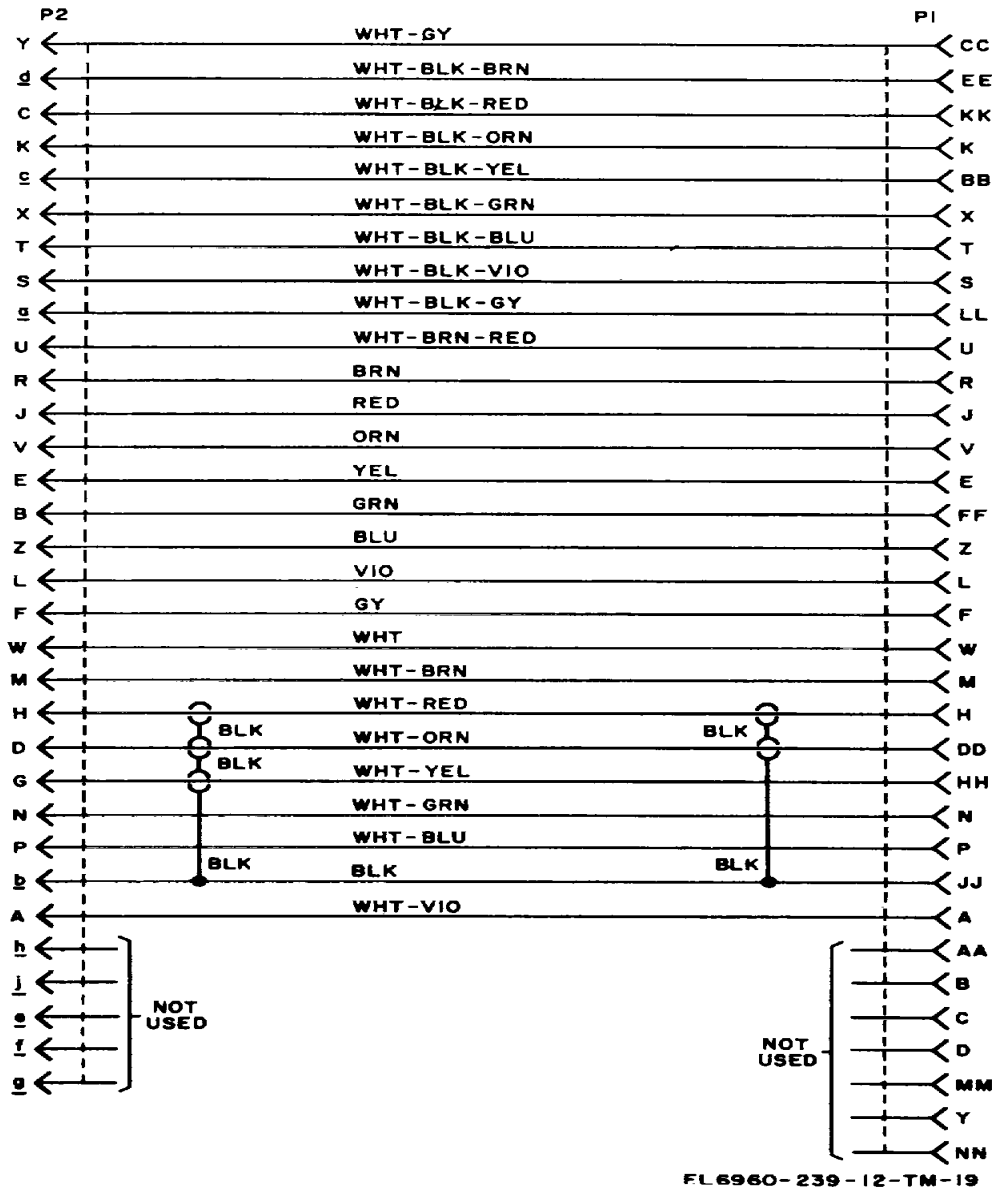 P2 P1
Y WHT-GY CC
d WHT-BLK-BRN EE
C WHT-BLK-RED KK
K WHT-BLK-ORN K
c WHT-BLK-YEL BB
X WHT-BLK-GRN X
T WHT-BLK-BLU T
S WHT-BLK-VIO S
a WHT-BLK-GY LL
U WHT-BRN-RED U
R BRN R
J RED J
V ORN V
E YEL E
B GRN FF
Z BLU Z
L VIO L
F GY F
W WHT W
M WHT-BRN M
H WHT-RED H
BLK BLK
D WHT-ORN DD
BLK
G WHT-YEL HH
N WHT-GRN N
P WHT-BLU P
BLK BLK
b BLK JJ
A WHT-VIO A
h AA
j B
NOT
USED
e C
f D
NOT
USED
g MM
Y
NN
EL6960-239-12-TM-19